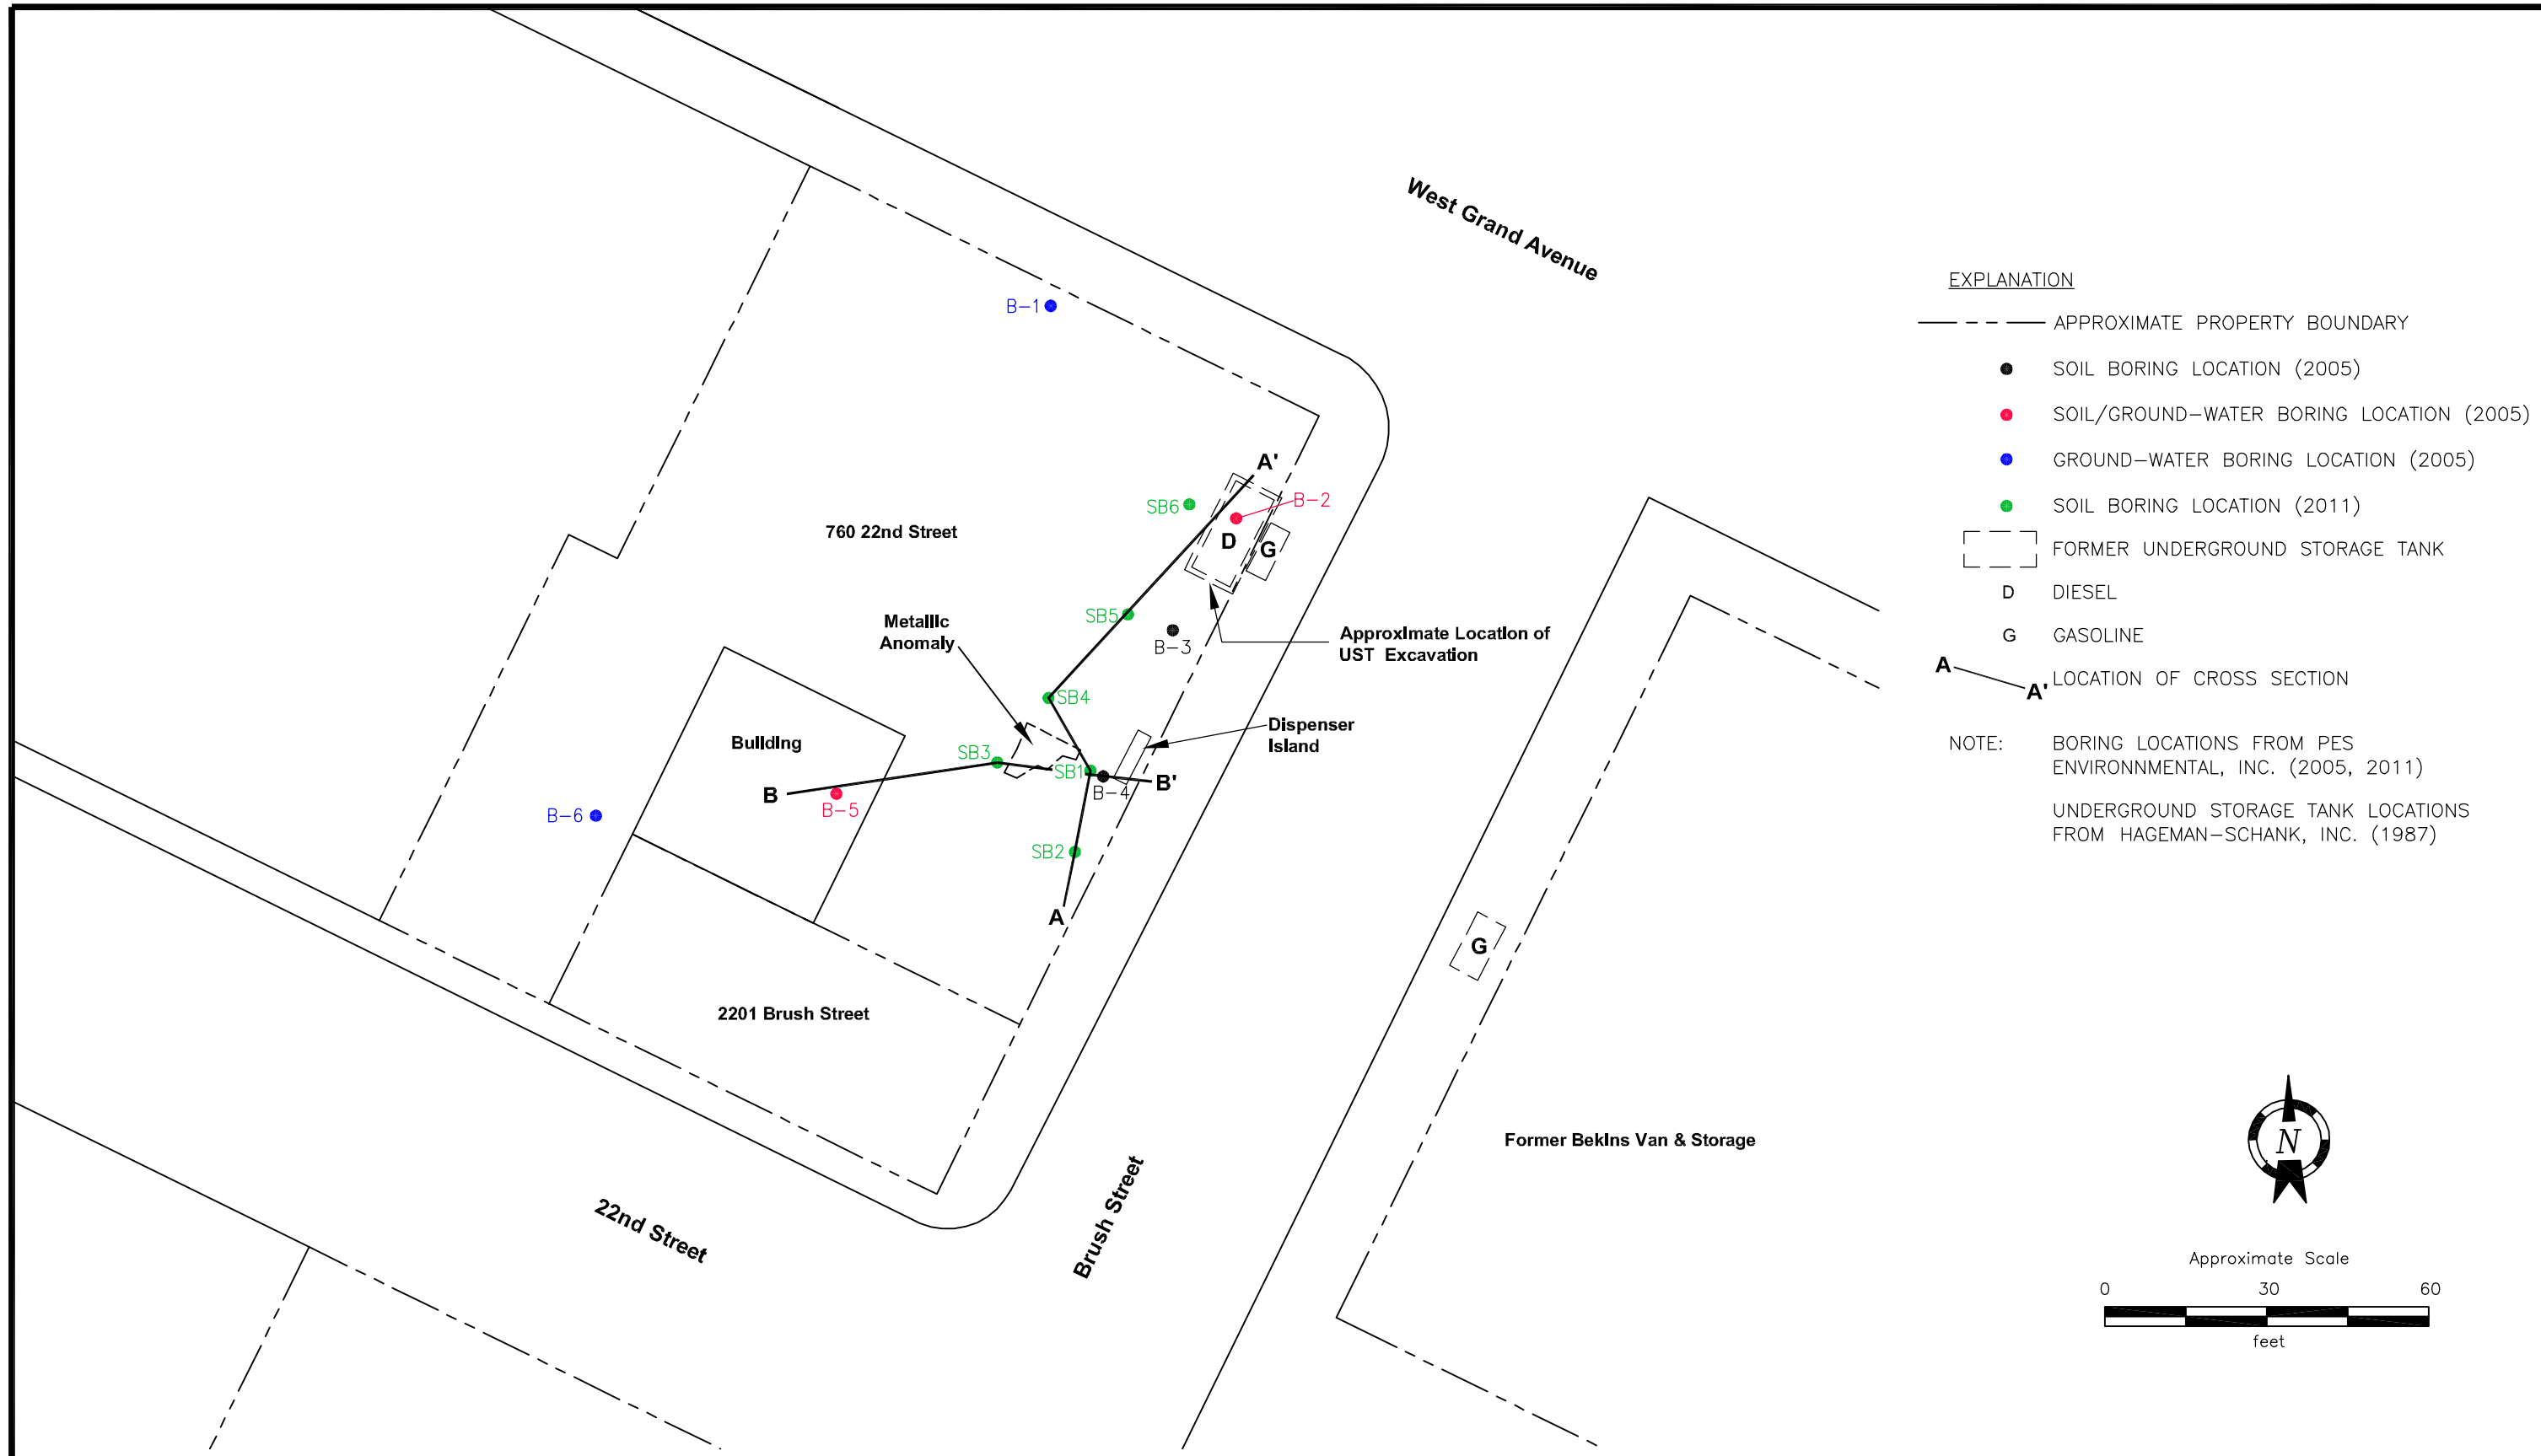 West Grand Avenue
B-1
760 22nd Street
A'
B-2
SB6
D
G
SB5
B-3
Metallic
Anomaly
Approximate Location of
UST Excavation
SB4
Dispenser
Island
Building
SB3
SB1
B-4
B'
B
B-5
B-6
SB2
A
2201 Brush Street
G
22nd Street
Brush Street
Former Bekins Van & Storage
EXPLANATION
APPROXIMATE PROPERTY BOUNDARY
SOIL BORING LOCATION (2005)
SOIL/GROUND-WATER BORING LOCATION (2005)
GROUND-WATER BORING LOCATION (2005)
SOIL BORING LOCATION (2011)
FORMER UNDERGROUND STORAGE TANK
D DIESEL
G GASOLINE
A A' LOCATION OF CROSS SECTION
NOTE: BORING LOCATIONS FROM PES
ENVIRONNMENTAL, INC. (2005, 2011)
UNDERGROUND STORAGE TANK LOCATIONS
FROM HAGEMAN-SCHANK, INC. (1987)
N
Approximate Scale
0 30 60
feet